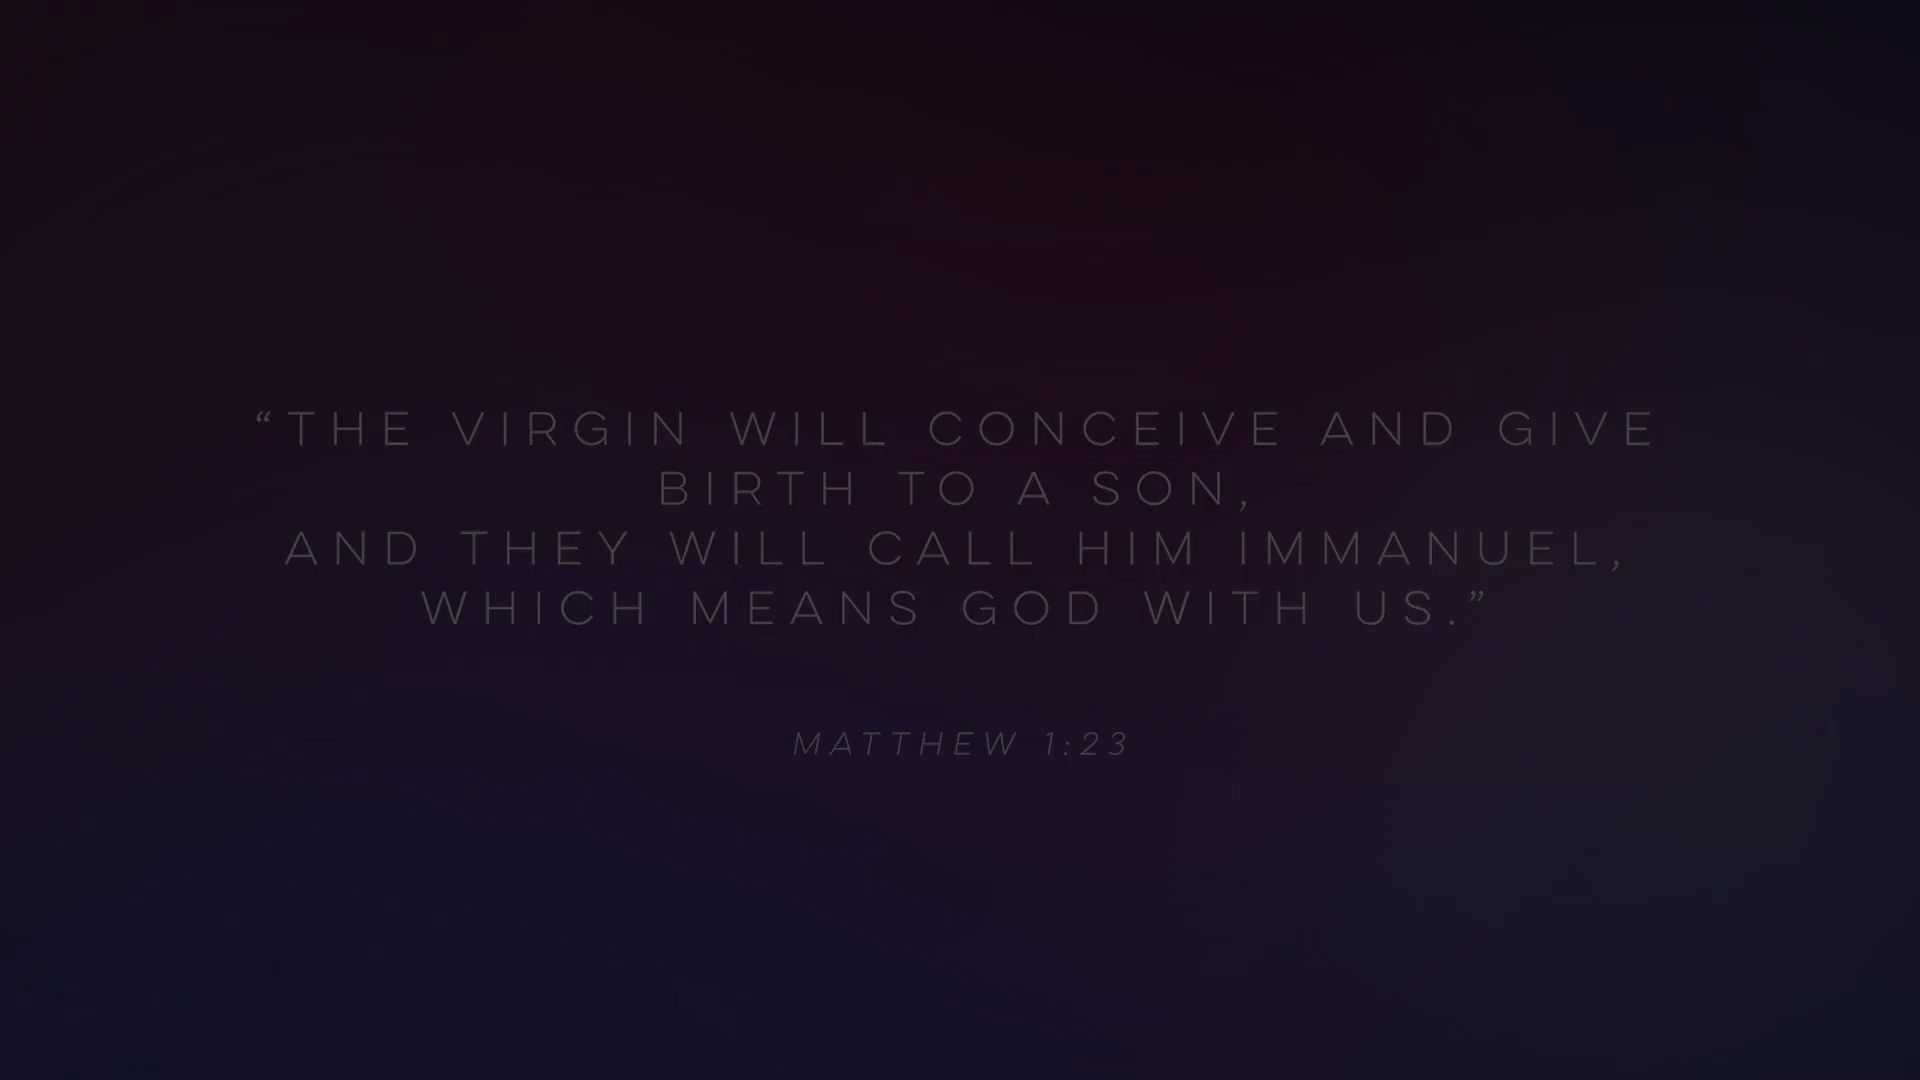 “THE VIRGIN WILL CONCEIVE AND GIVE
BIRTH TO A SON,
AND THEY WILL CALL HIM IMMANUEL,
WHICH MEANS GOD WITH US.”
MATTHEW 1:23